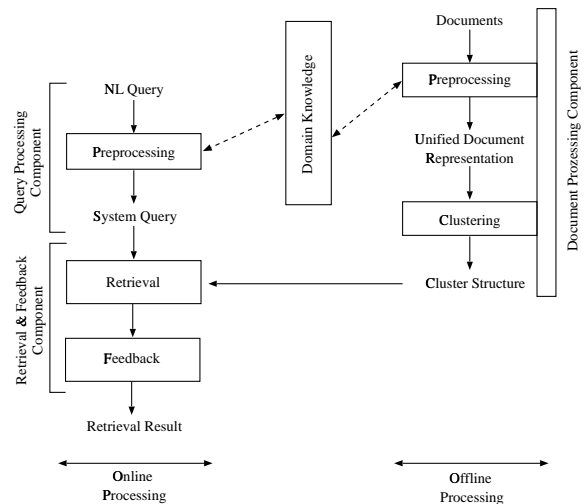 Documents
NL Query
Preprocessing
System Query
Retrieval
Feedback
Retrieval Result
Query Processing
Component
Retrieval & Feedback
Component
Domain Knowledge
Preprocessing
Unified Document
Representation
Clustering
Cluster Structure
Document Prozessing Component
Online
Processing
Offline
Processing